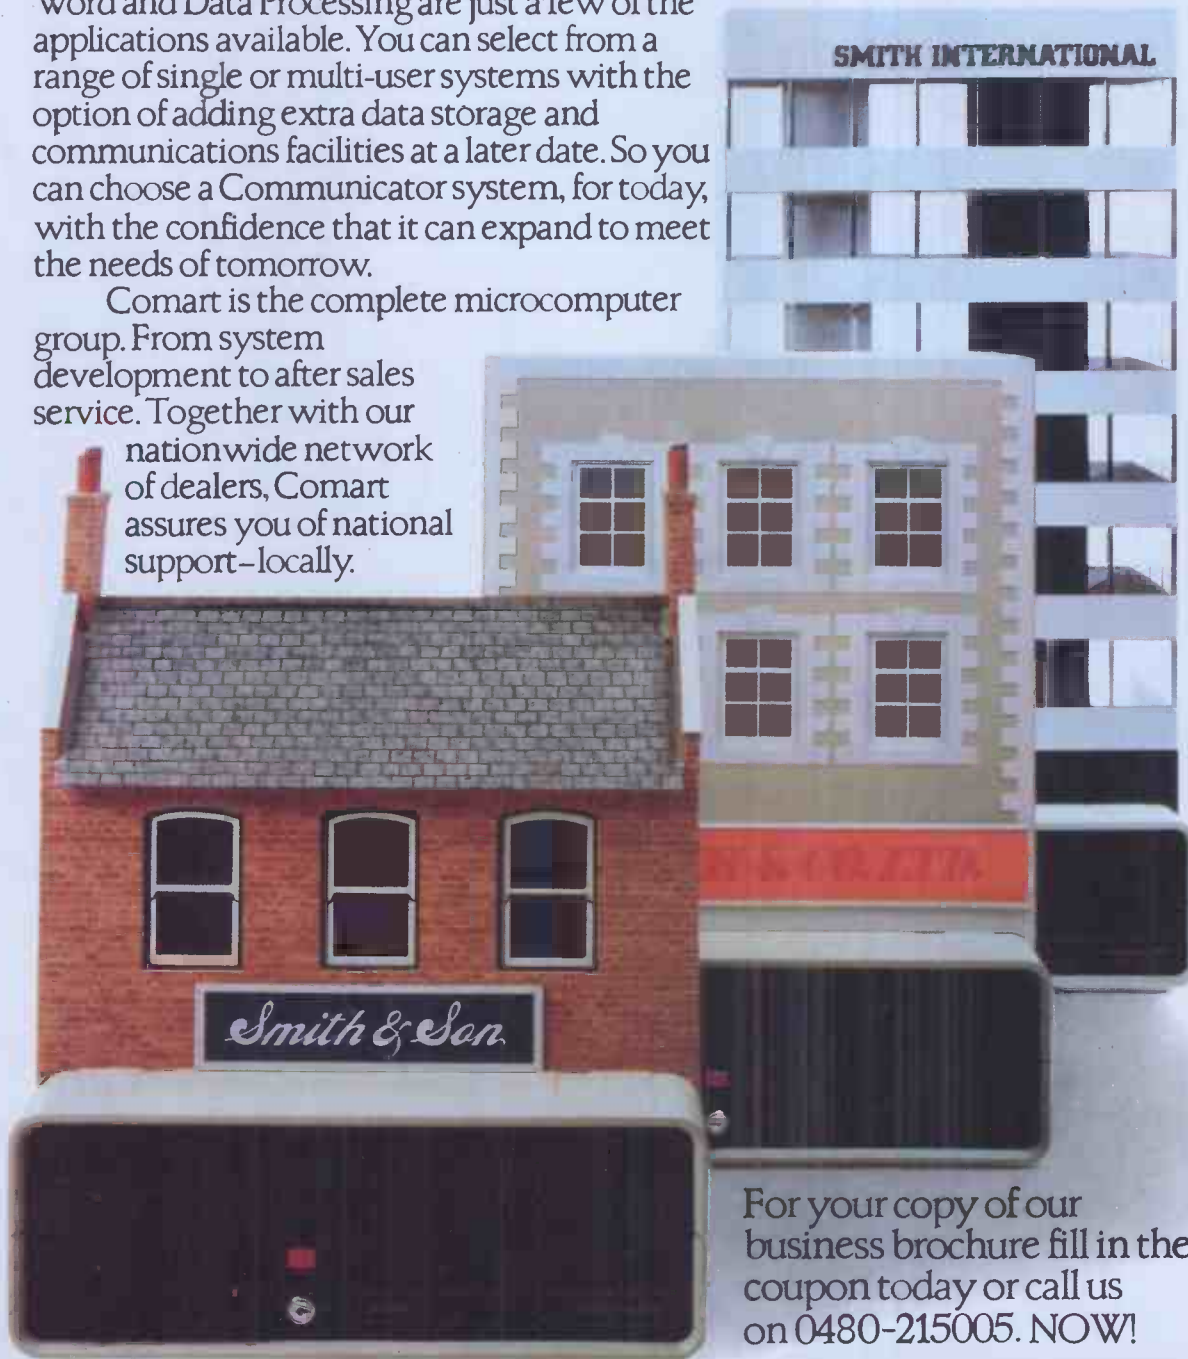 Word and Data Processing are just a few of the
applications available. You can select from a
range of single or multi-user systems with the
option of adding extra data storage and
communications facilities at a later date. So you
can choose a Communicator system, for today,
with the confidence that it can expand to meet
the needs of tomorrow.
Comart is the complete microcomputer
group. From system
development to after sales
service. Together with our
nationwide network
of dealers, Comart
assures you of national
support–locally.
SMITH INTERNATIONAL
Smith & Son
For your copy of our
business brochure fill in the
coupon today or call us
on 0480-215005. NOW!